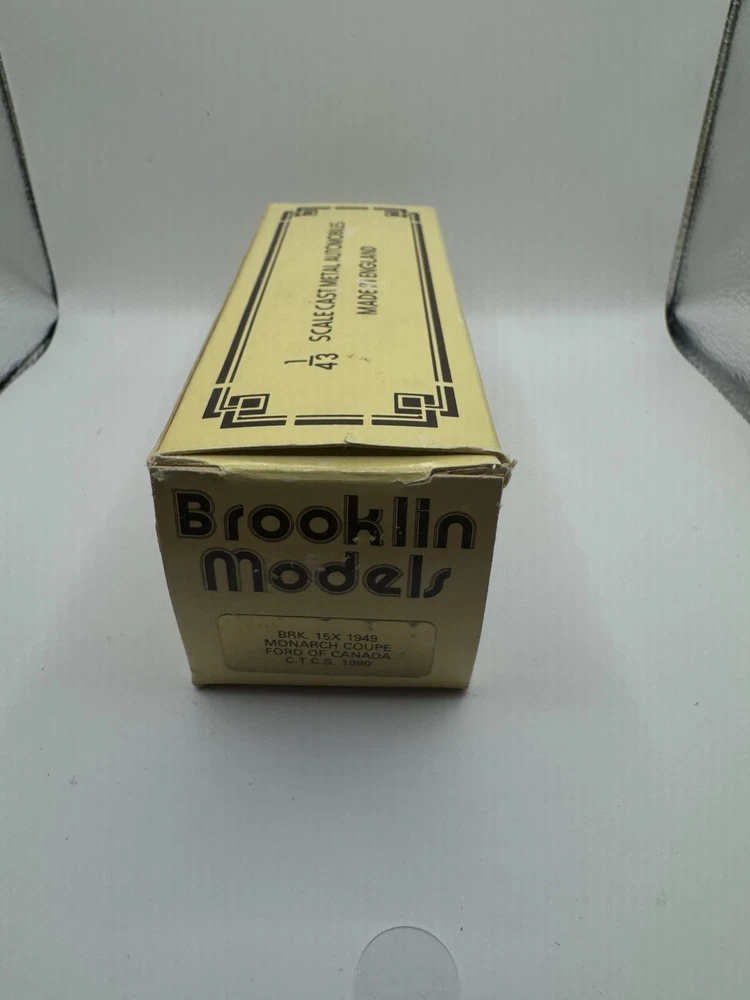 1/43 SCALE CAST METAL AUTOMOBILES
MADE IN ENGLAND
Brooklin
Models
BRK. 15X 1949
MONARCH COUPE
FORD OF CANADA
C.T.C.S. 1990